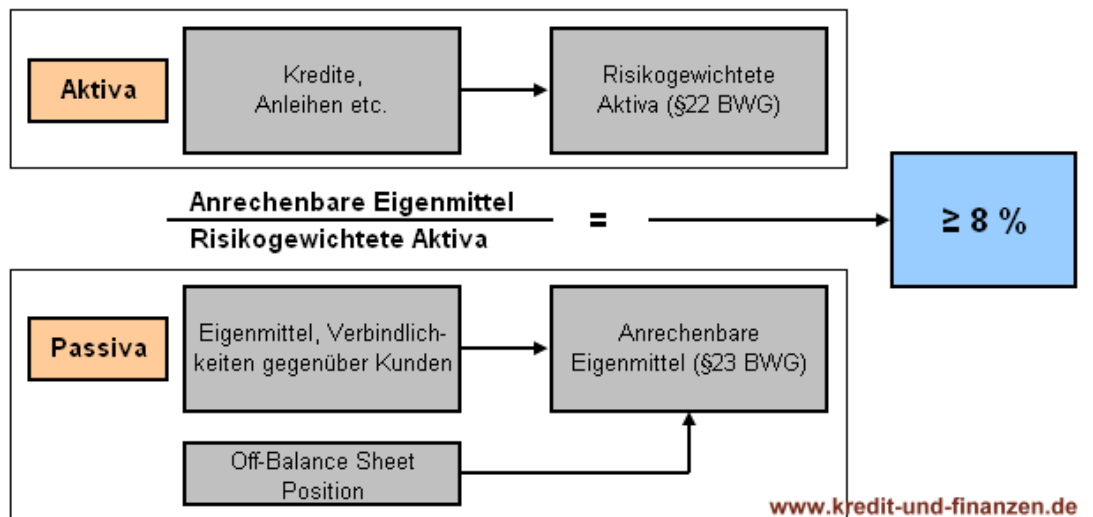 Aktiva
Kredite,
Anleihen etc.
Risikogewichtete
Aktiva (§22 BWG)
Anrechenbare Eigenmittel
Risikogewichtete Aktiva
=
≥ 8 %
Passiva
Eigenmittel, Verbindlich-
keiten gegenüber Kunden
Anrechenbare
Eigenmittel (§23 BWG)
Off-Balance Sheet
Position
www.kredit-und-finanzen.de